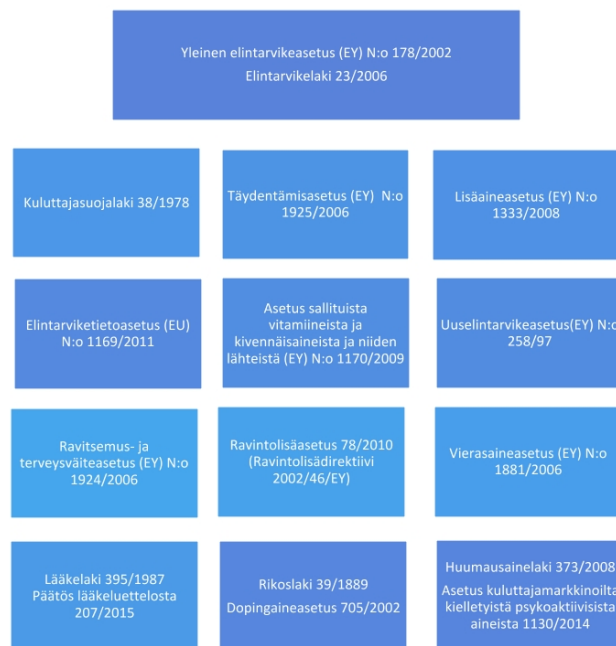 Yleinen elintarvikeasetus (EY) N:o 178/2002
Elintarvikelaki 23/2006
Kuluttajasuojalaki 38/1978
Täydentämisasetus (EY) N:o
1925/2006
Lisäaineasetus (EY) N:o
1333/2008
Elintarviketietoasetus (EU)
N:o 1169/2011
Asetus sallituista
vitamiineista ja
kivennäisaineista ja niiden
lähteistä (EY) N:o 1170/2009
Uuselintarvikeasetus(EY) N:o
258/97
Ravitsemus- ja
terveysväiteasetus (EY) N:o
1924/2006
Ravintolisäasetus 78/2010
(Ravintolisädirektiivi
2002/46/EY)
Vierasaineasetus (EY) N:o
1881/2006
Lääkelaki 395/1987
Päätös lääkeluettelosta
207/2015
Rikoslaki 39/1889
Dopingaineasetus 705/2002
Huumausainelaki 373/2008
Asetus kuluttajamarkkinoilta
kielletyistä psykoaktiivisista
aineista 1130/2014